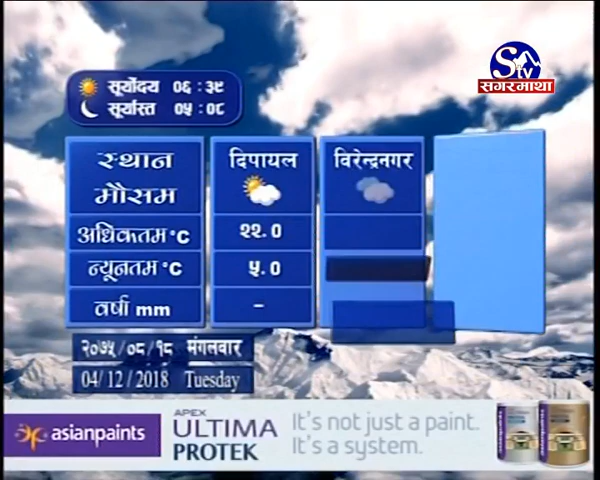 STV
सगरमाथा
सूर्योदय ०६ : ३९
सूर्यास्त ०५ : ०८
स्थान
मौसम
दिपायल
विरेन्द्रनगर
अधिकतम °C
२२.०
न्यूनतम °C
५.०
वर्षा mm
-
२०७५/०८/१८ मंगलवार
04/12/2018 Tuesday
asianpaints
APEX
ULTIMA
PROTEK
It's not just a paint.
It's a system.